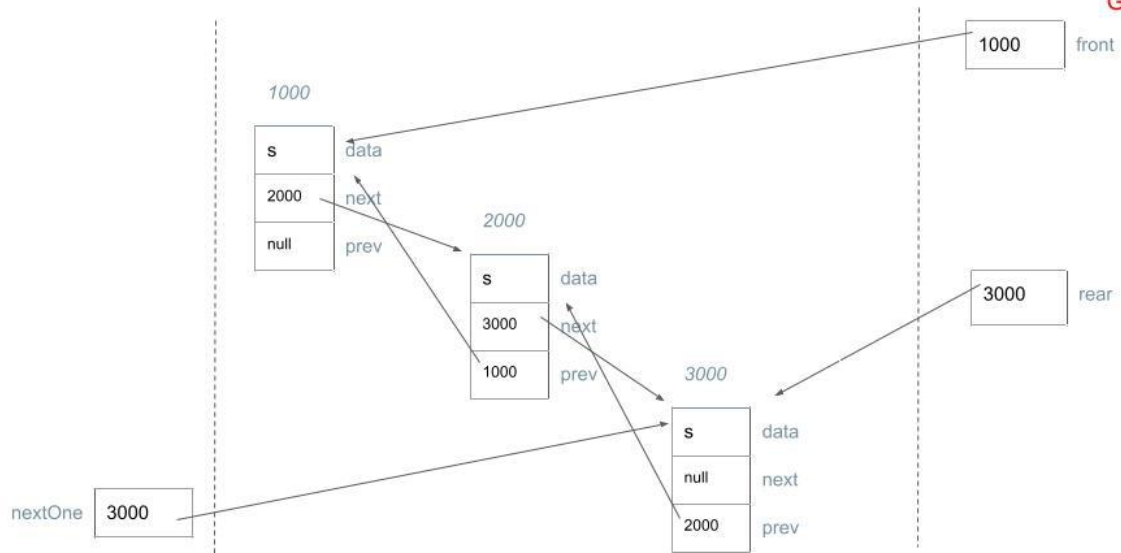 G
1000 front
1000
s data
2000 next
null prev
2000
s data
3000 next
1000 prev
3000 rear
3000
s data
null next
2000 prev
nextOne 3000